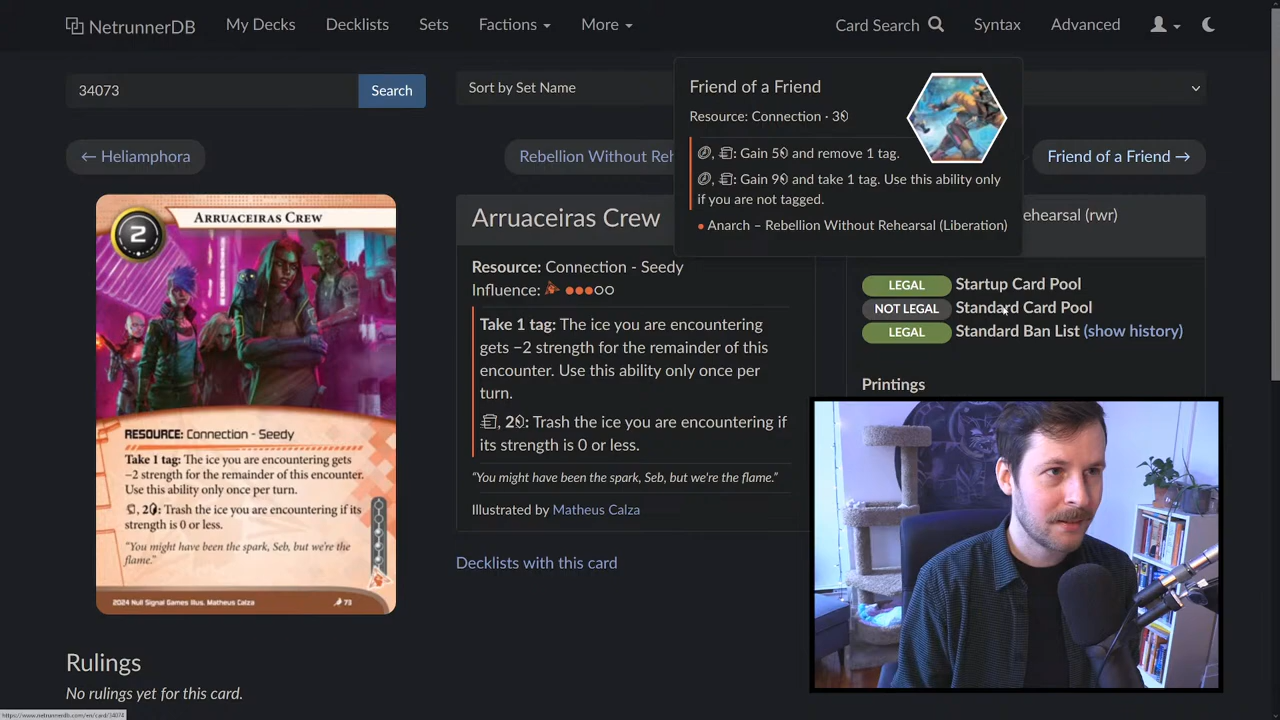 NetrunnerDB
My Decks
Decklists
Sets
Factions
More
Card Search
Syntax
Advanced
34073
Search
Sort by Set Name
← Heliamphora
Rebellion Without Reh
Friend of a Friend →
Friend of a Friend
Resource: Connection · 3
: Gain 5 and remove 1 tag.
: Gain 9 and take 1 tag. Use this ability only
if you are not tagged.
Anarch – Rebellion Without Rehearsal (Liberation)
2
Arruaceiras Crew
RESOURCE: Connection - Seedy
Take 1 tag: The ice you are encountering gets
−2 strength for the remainder of this encounter.
Use this ability only once per turn.
, 2: Trash the ice you are encountering if its
strength is 0 or less.
"You might have been the spark, Seb, but we're the
flame."
2024 Null Signal Games Illus. Matheus Calza
73
Arruaceiras Crew
Resource: Connection - Seedy
Influence:
Take 1 tag: The ice you are encountering
gets −2 strength for the remainder of this
encounter. Use this ability only once per
turn.
, 2: Trash the ice you are encountering if
its strength is 0 or less.
"You might have been the spark, Seb, but we're the flame."
Illustrated by Matheus Calza
Decklists with this card
ehearsal (rwr)
LEGAL Startup Card Pool
NOT LEGAL Standard Card Pool
LEGAL Standard Ban List (show history)
Printings
Rulings
No rulings yet for this card.
https://www.netrunnerdb.com/en/card/34074